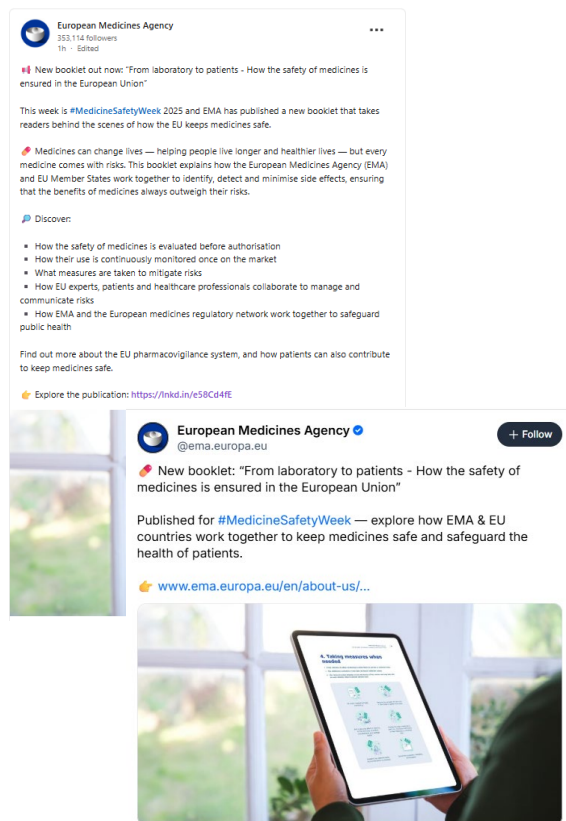 European Medicines Agency
353,114 followers
1h · Edited
📢 New booklet out now: "From laboratory to patients - How the safety of medicines is
ensured in the European Union"
This week is #MedicineSafetyWeek 2025 and EMA has published a new booklet that takes
readers behind the scenes of how the EU keeps medicines safe.
💊 Medicines can change lives — helping people live longer and healthier lives — but every
medicine comes with risks. This booklet explains how the European Medicines Agency (EMA)
and EU Member States work together to identify, detect and minimise side effects, ensuring
that the benefits of medicines always outweigh their risks.
🔎 Discover:
▪ How the safety of medicines is evaluated before authorisation
▪ How their use is continuously monitored once on the market
▪ What measures are taken to mitigate risks
▪ How EU experts, patients and healthcare professionals collaborate to manage and
communicate risks
▪ How EMA and the European medicines regulatory network work together to safeguard
public health
Find out more about the EU pharmacovigilance system, and how patients can also contribute
to keep medicines safe.
👉 Explore the publication: https://lnkd.in/e58Cd4fE
European Medicines Agency
+ Follow
@ema.europa.eu
💊 New booklet: “From laboratory to patients - How the safety of
medicines is ensured in the European Union”
Published for #MedicineSafetyWeek — explore how EMA & EU
countries work together to keep medicines safe and safeguard the
health of patients.
👉 www.ema.europa.eu/en/about-us/...
4. Taking measures when
needed